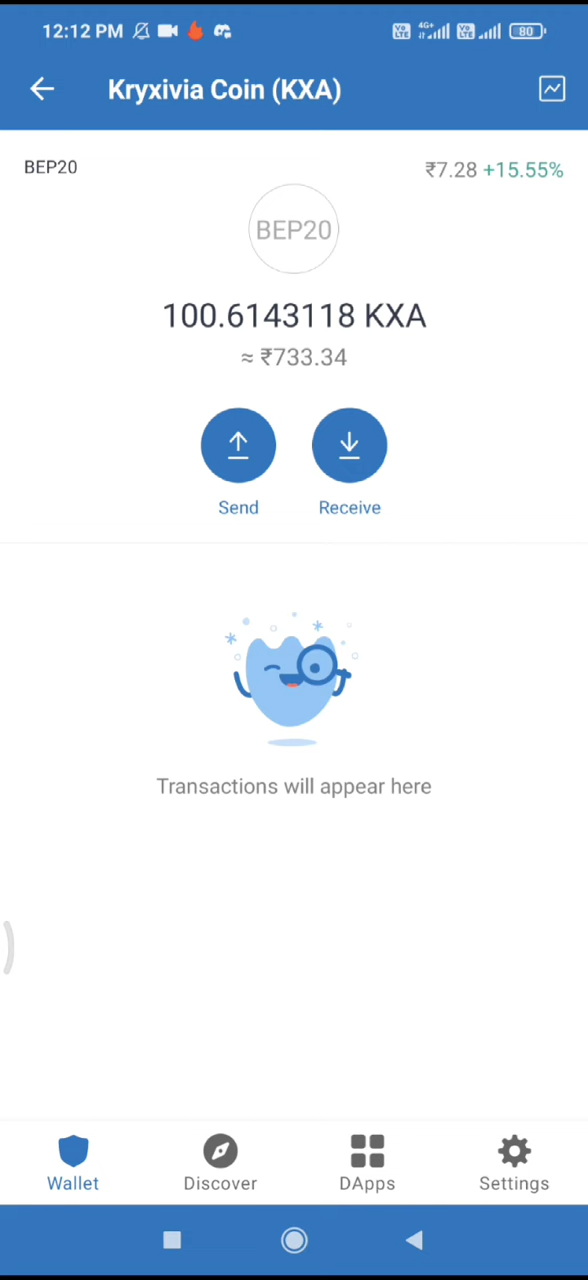 12:12 PM 4G+ 80
Kryxivia Coin (KXA)
BEP20
₹7.28 +15.55%
BEP20
100.6143118 KXA
≈ ₹733.34
Send Receive
Transactions will appear here
Wallet Discover DApps Settings